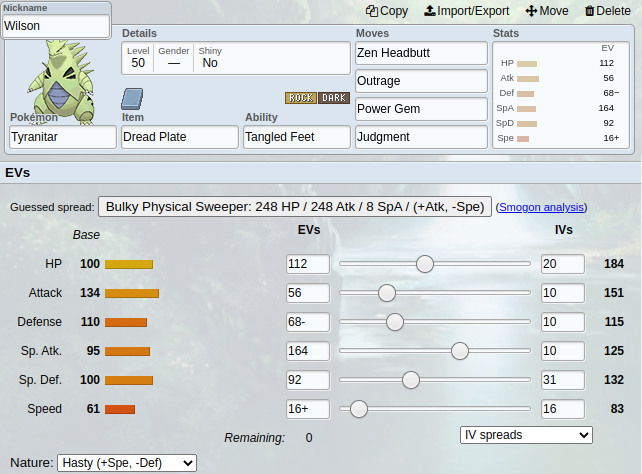 Nickname
Wilson
Copy Import/Export Move Delete
Details
Level Gender Shiny
50 — No
ROCK DARK
Pokémon Item Ability
Tyranitar Dread Plate Tangled Feet
Moves
Zen Headbutt
Outrage
Power Gem
Judgment
Stats
EV
HP 112
Atk 56
Def 68−
SpA 164
SpD 92
Spe 16+
EVs
Guessed spread: Bulky Physical Sweeper: 248 HP / 248 Atk / 8 SpA / (+Atk, -Spe) (Smogon analysis)
Base EVs IVs
HP 100 112 20 184
Attack 134 56 10 151
Defense 110 68- 10 115
Sp. Atk. 95 164 10 125
Sp. Def. 100 92 31 132
Speed 61 16+ 16 83
Remaining: 0 IV spreads
Nature: Hasty (+Spe, -Def)